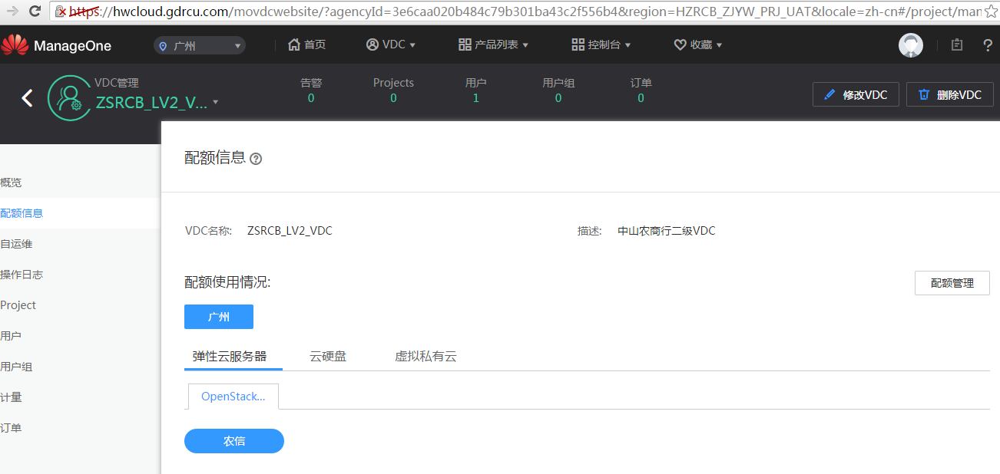 https://hwcloud.gdrcu.com/movdcwebsite/?agencyId=3e6caa020b484c79b301ba43c2f556b4&region=HZRCB_ZJYW_PRJ_UAT&locale=zh-cn#/project/man
ManageOne 广州 首页 VDC 产品列表 控制台 收藏 ?
VDC管理 告警 Projects 用户 用户组 订单
ZSRCB_LV2_V... 0 0 1 0 0 修改VDC 删除VDC
配额信息 ?
概览
配额信息
自运维
操作日志
Project
用户
用户组
计量
订单
VDC名称: ZSRCB_LV2_VDC 描述: 中山农商行二级VDC
配额使用情况: 配额管理
广州
弹性云服务器 云硬盘 虚拟私有云
OpenStack...
农信